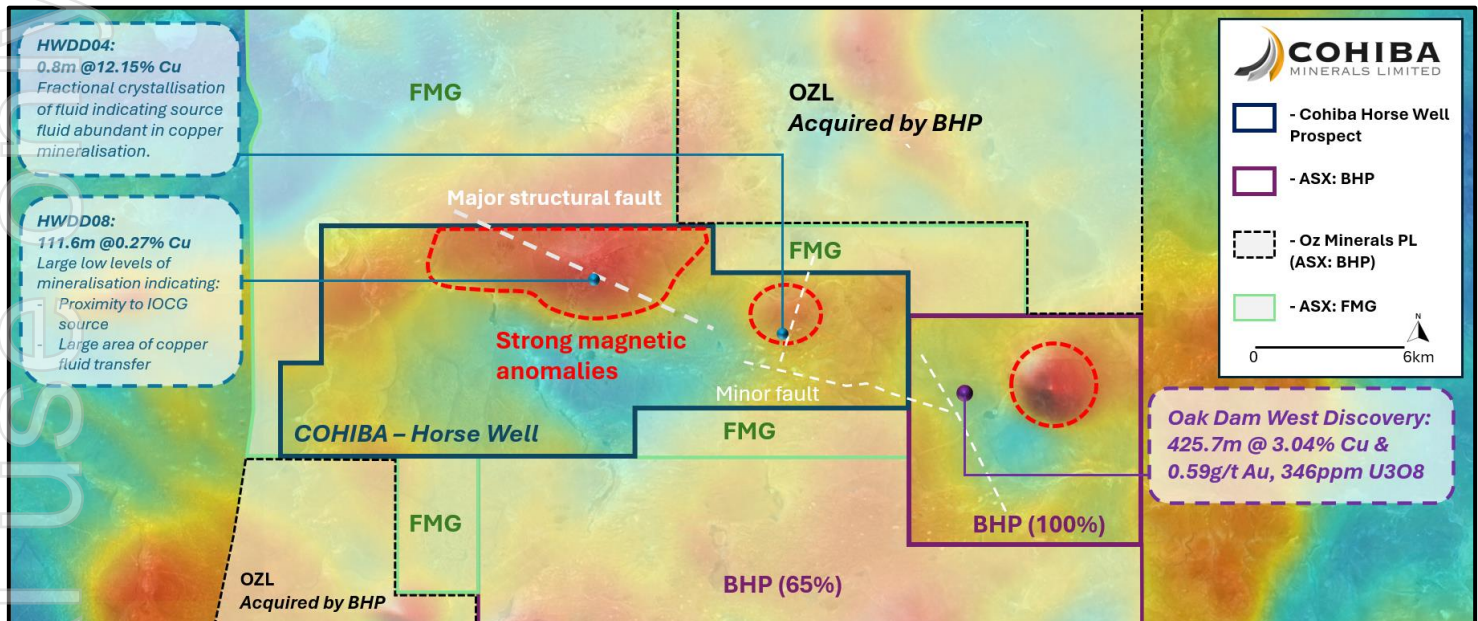 HWDD04:
0.8m @12.15% Cu
Fractional crystallisation
of fluid indicating source
fluid abundant in copper
mineralisation.
HWDD08:
111.6m @0.27% Cu
Large low levels of
mineralisation indicating:
- Proximity to IOCG
source
- Large area of copper
fluid transfer
FMG
OZL
Acquired by BHP
Major structural fault
FMG
Strong magnetic
anomalies
Minor fault
COHIBA – Horse Well
FMG
FMG
OZL
Acquired by BHP
BHP (65%)
BHP (100%)
COHIBA
MINERALS LIMITED
- Cohiba Horse Well
Prospect
- ASX: BHP
- Oz Minerals PL
(ASX: BHP)
- ASX: FMG
N
0 6km
Oak Dam West Discovery:
425.7m @ 3.04% Cu &
0.59g/t Au, 346ppm U3O8
use only